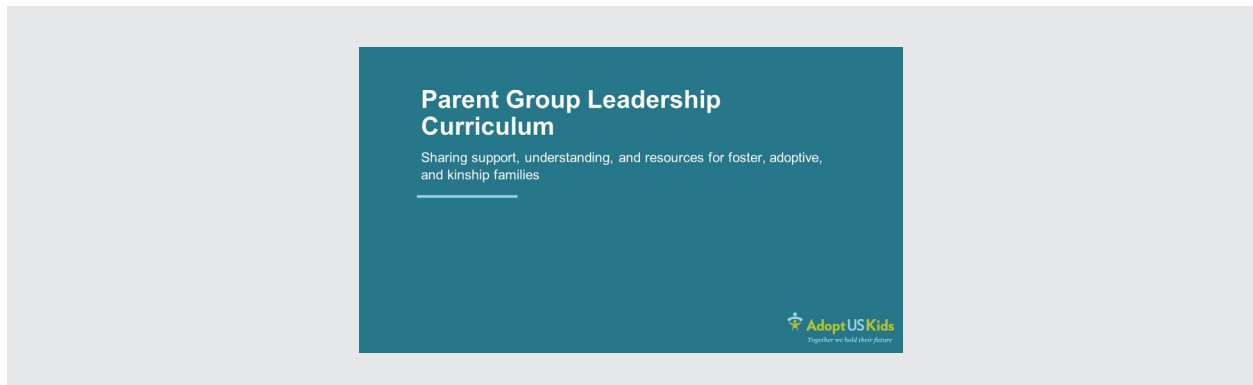 Parent Group Leadership
Curriculum
Sharing support, understanding, and resources for foster, adoptive,
and kinship families
AdoptUSKids
Together we hold their future